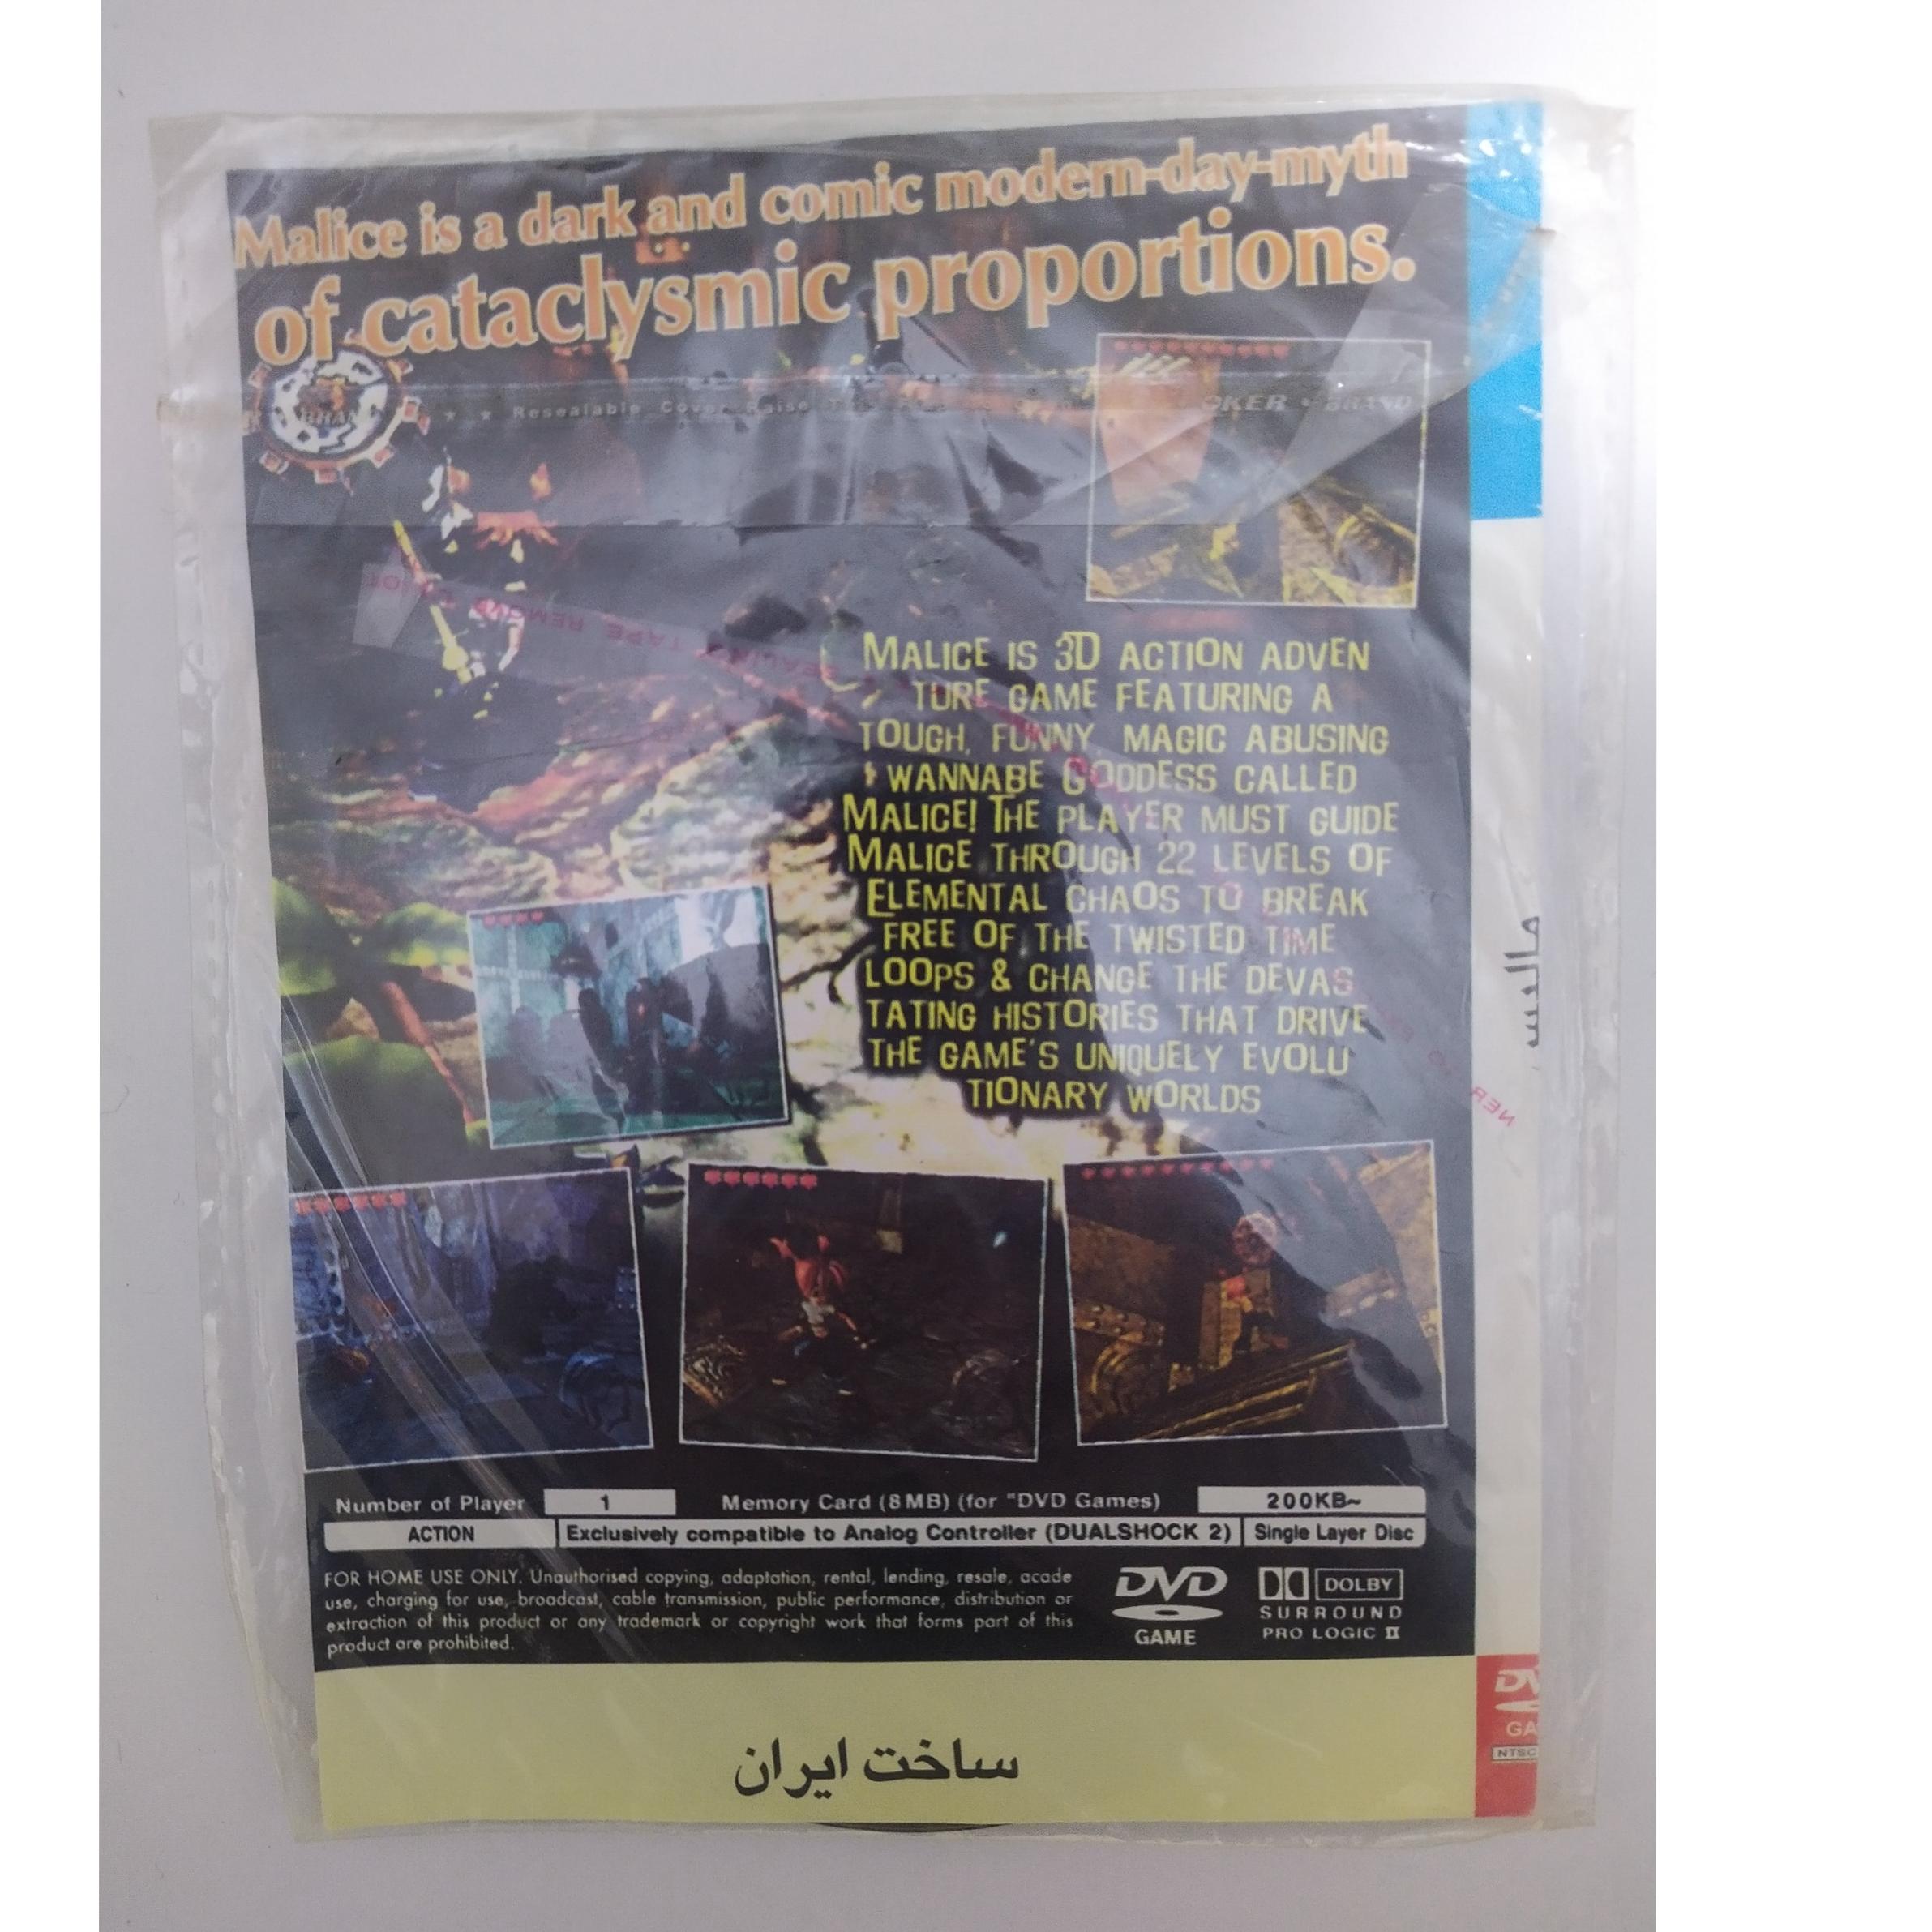 Malice is a dark and comic modern-day-myth
of cataclysmic proportions.
Resealable Cover Raise
BRAND
MALICE IS 3D ACTION ADVEN
TURE GAME FEATURING A
TOUGH, FUNNY, MAGIC ABUSING
WANNABE GODDESS CALLED
MALICE! THE PLAYER MUST GUIDE
MALICE THROUGH 22 LEVELS OF
ELEMENTAL CHAOS TO BREAK
FREE OF THE TWISTED TIME
LOOPS & CHANGE THE DEVAS
TATING HISTORIES THAT DRIVE
THE GAME'S UNIQUELY EVOLU
TIONARY WORLDS
مالیس
Number of Player 1 Memory Card (8MB) (for "DVD Games) 200KB~
ACTION Exclusively compatible to Analog Controller (DUALSHOCK 2) Single Layer Disc
FOR HOME USE ONLY. Unauthorised copying, adaptation, rental, lending, resale, acade
use, charging for use, broadcast, cable transmission, public performance, distribution or
extraction of this product or any trademark or copyright work that forms part of this
product are prohibited.
DVD
GAME
DOLBY
SURROUND
PRO LOGIC II
NTSC
ساخت ایران